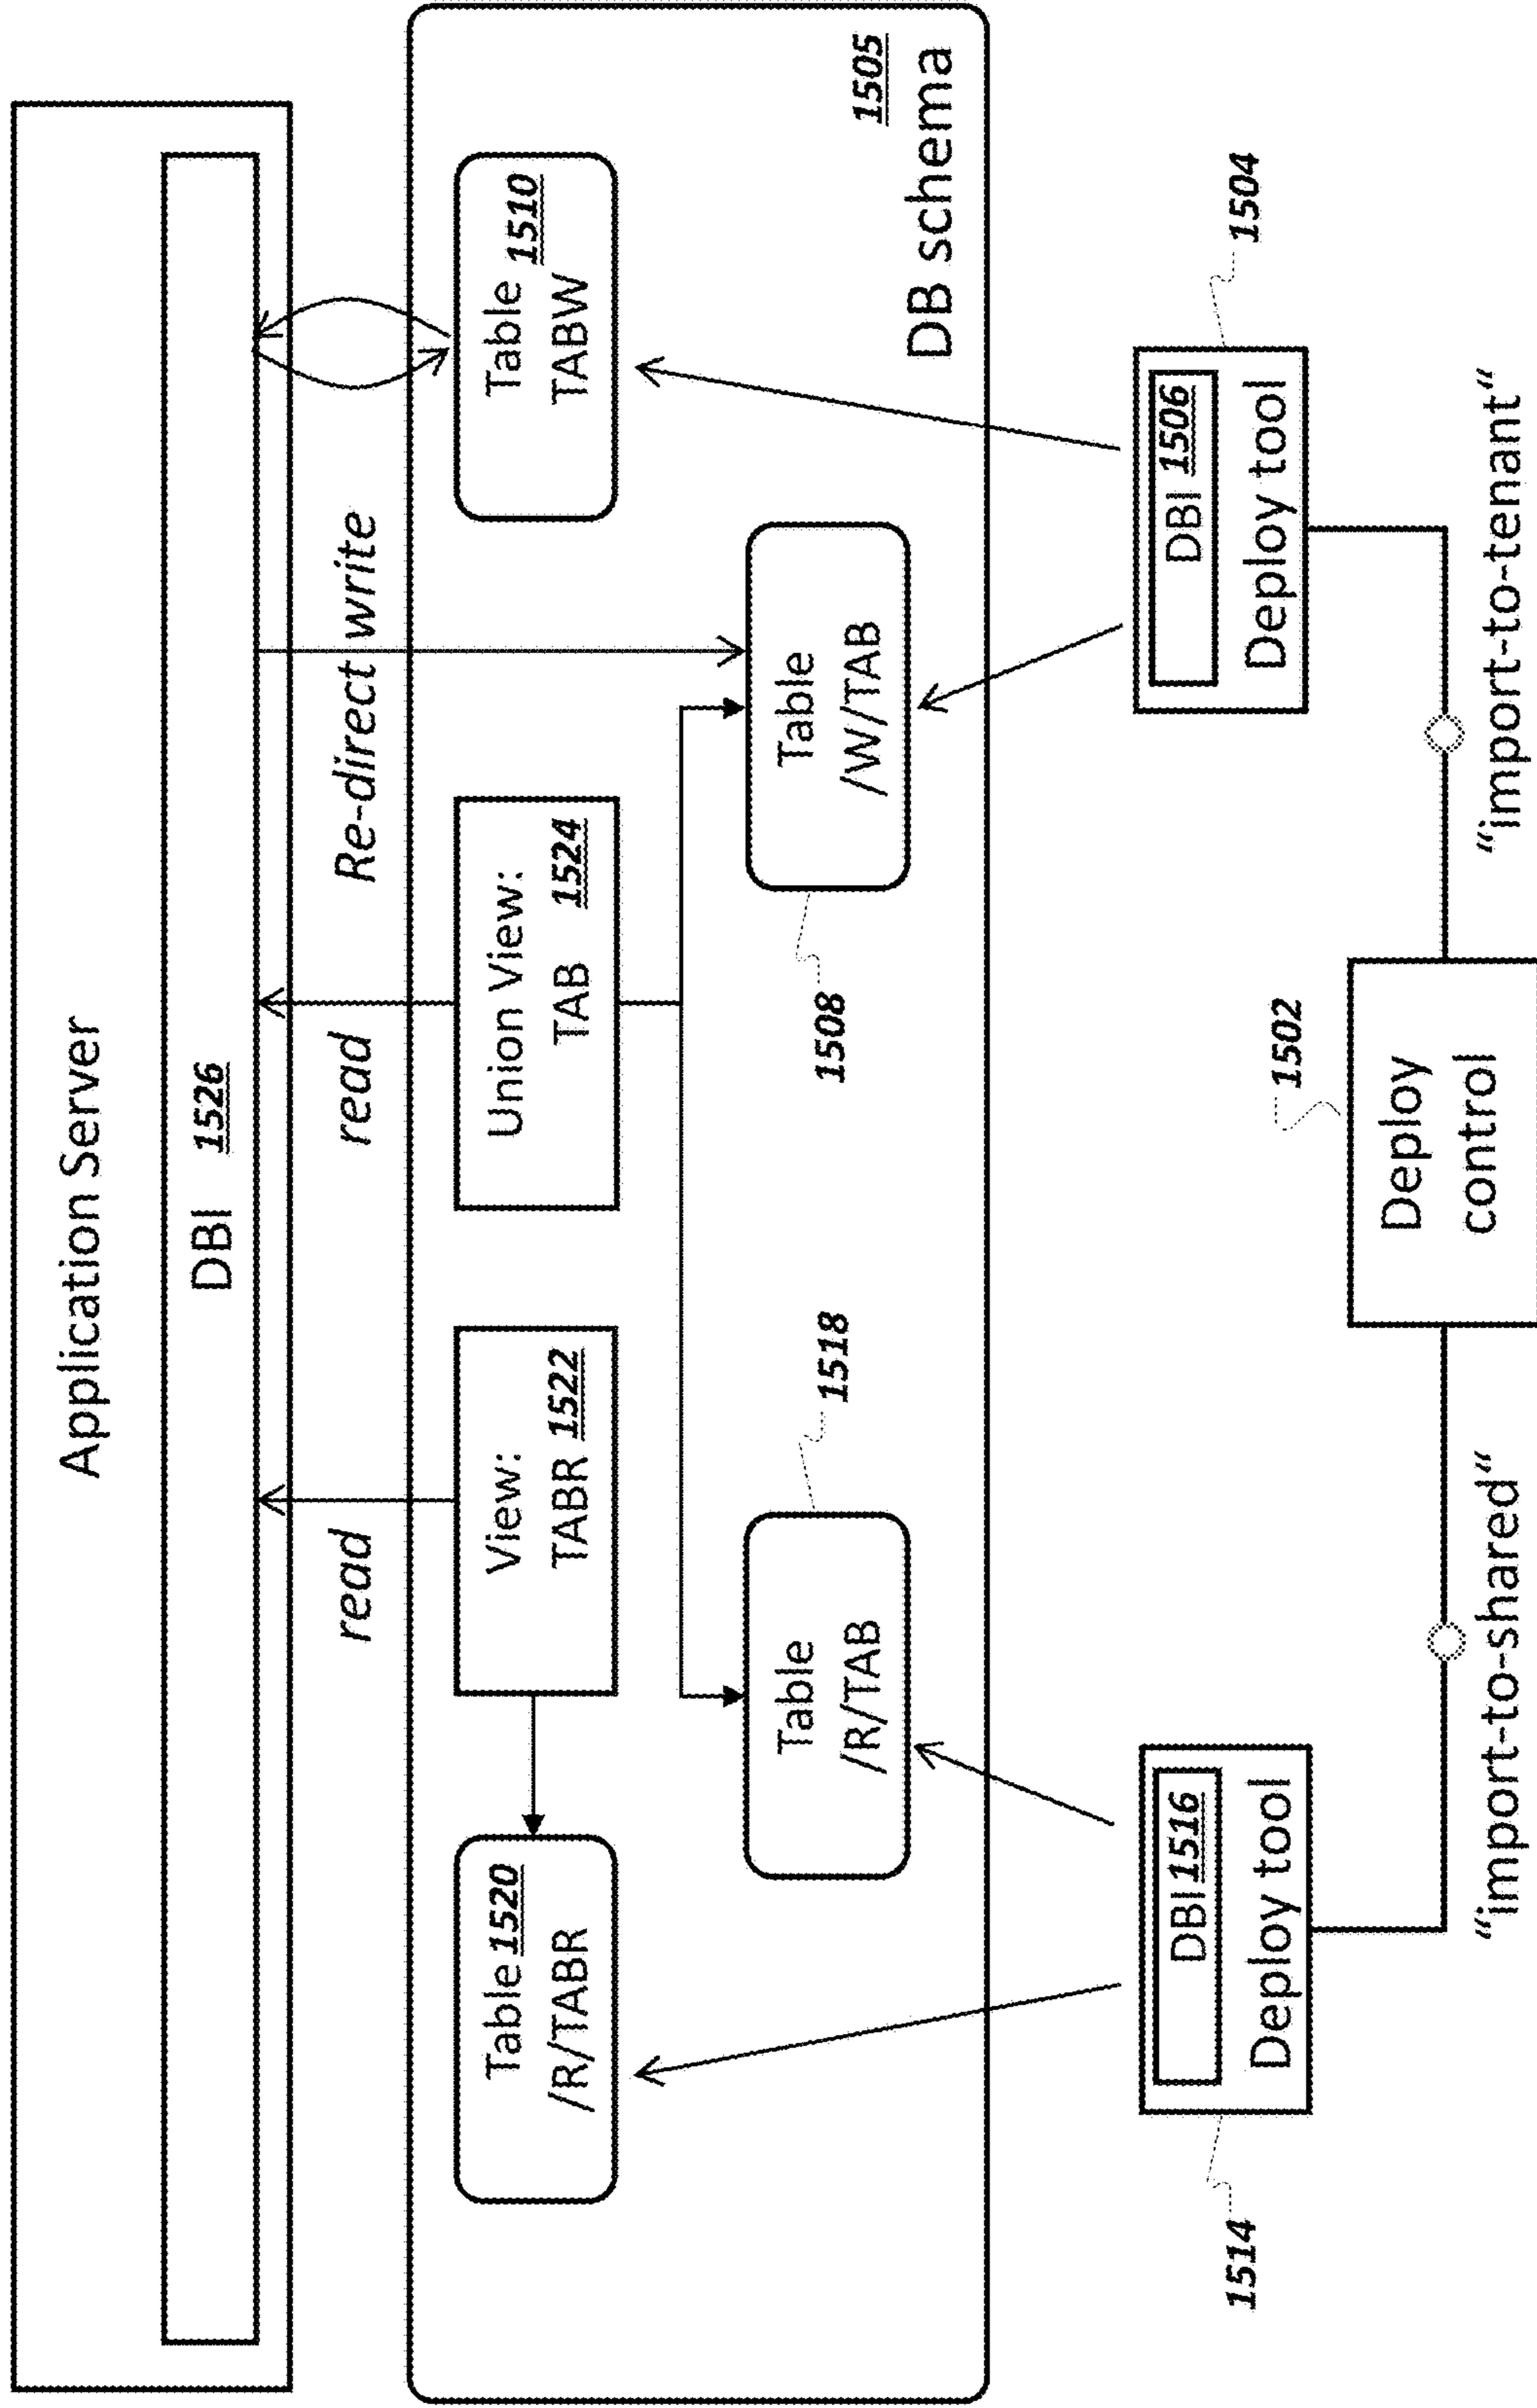 Application Server
DBI 1526
read
read
Re-direct write
Table 1520
/R/TABR
View:
TABR 1522
Union View:
TAB 1524
Table
1510
TABW
Table
/R/TAB
1518
1508
Table
/W/TAB
1505
DB schema
1514
DBI 1516
Deploy tool
DBI 1506
Deploy tool
1504
1502
Deploy
control
“import-to-shared“
“import-to-tenant“